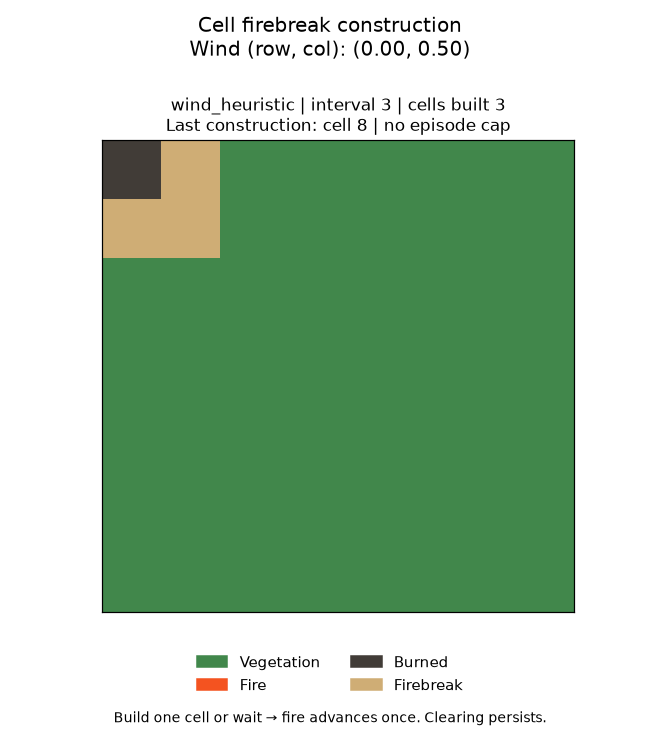 Cell firebreak construction
Wind (row, col): (0.00, 0.50)
wind_heuristic | interval 3 | cells built 3
Last construction: cell 8 | no episode cap
Vegetation
Burned
Fire
Firebreak
Build one cell or wait → fire advances once. Clearing persists.